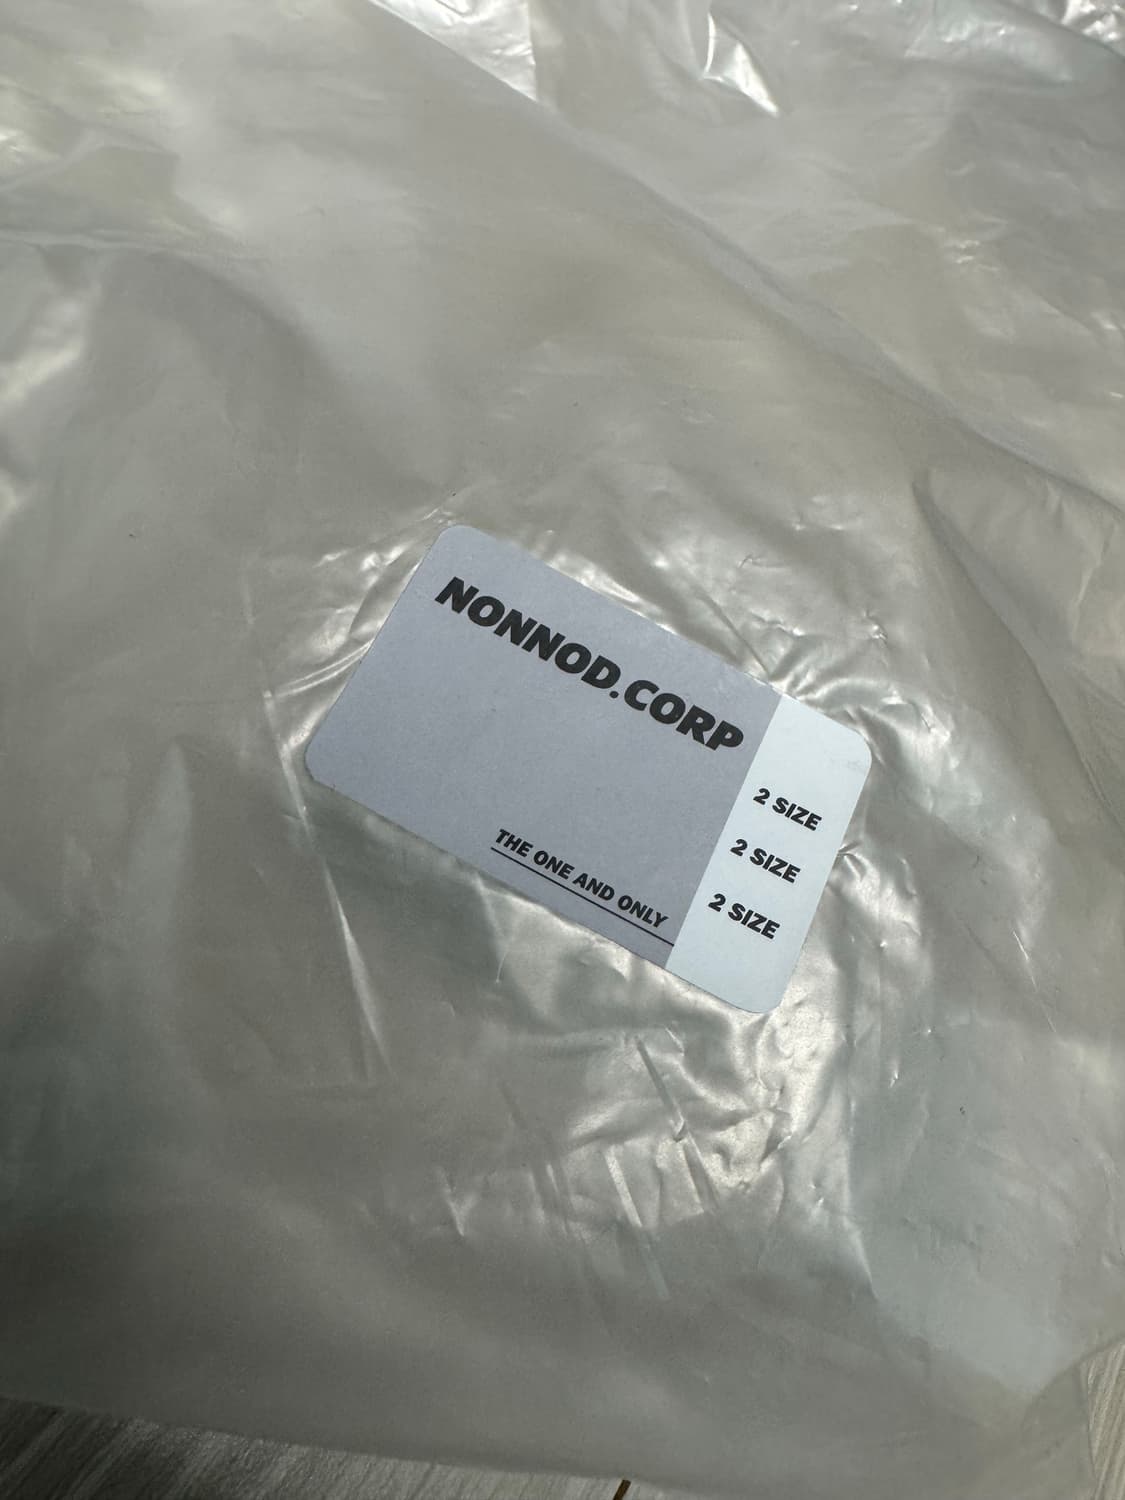 NONNOD.CORP
THE ONE AND ONLY
2 SIZE
2 SIZE
2 SIZE